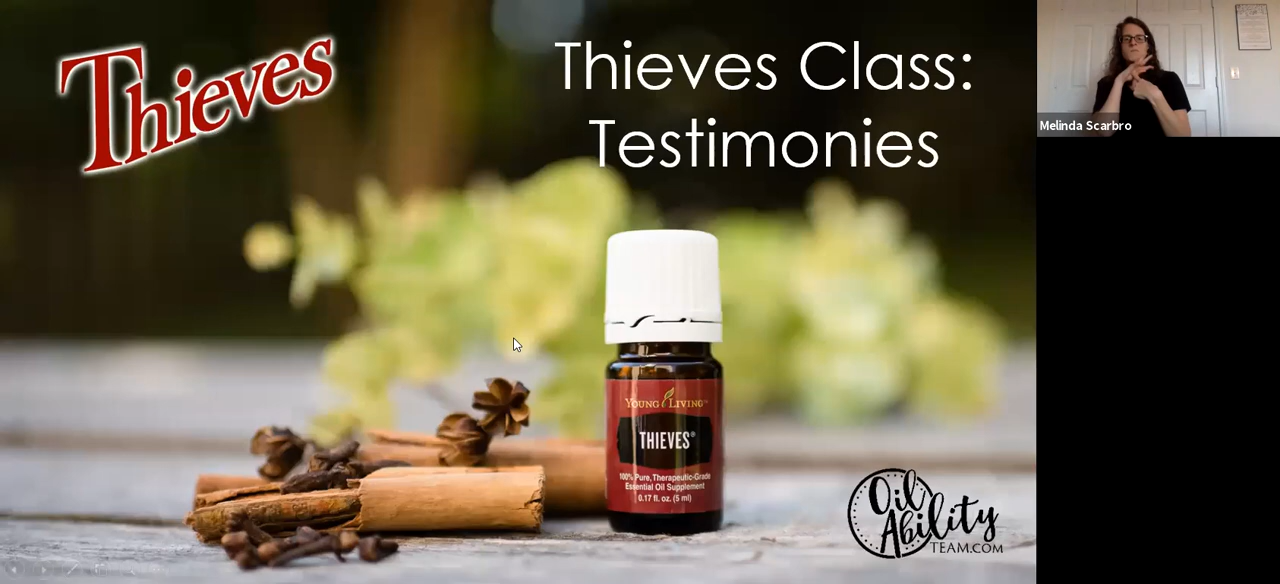 Thieves
Thieves Class:
Testimonies
Melinda Scarbro
YOUNG LIVING™
THIEVES®
100% Pure, Therapeutic-Grade
Essential Oil Supplement
0.17 fl. oz. (5 ml)
Oil
Ability
TEAM.COM